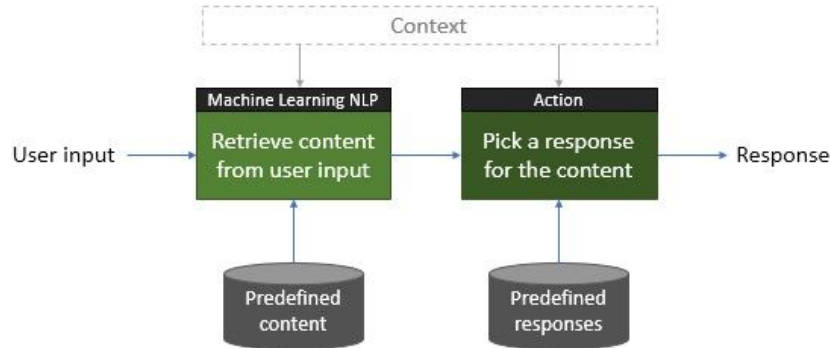 Context
Machine Learning NLP
Action
User input
Retrieve content
from user input
Pick a response
for the content
Response
Predefined
content
Predefined
responses